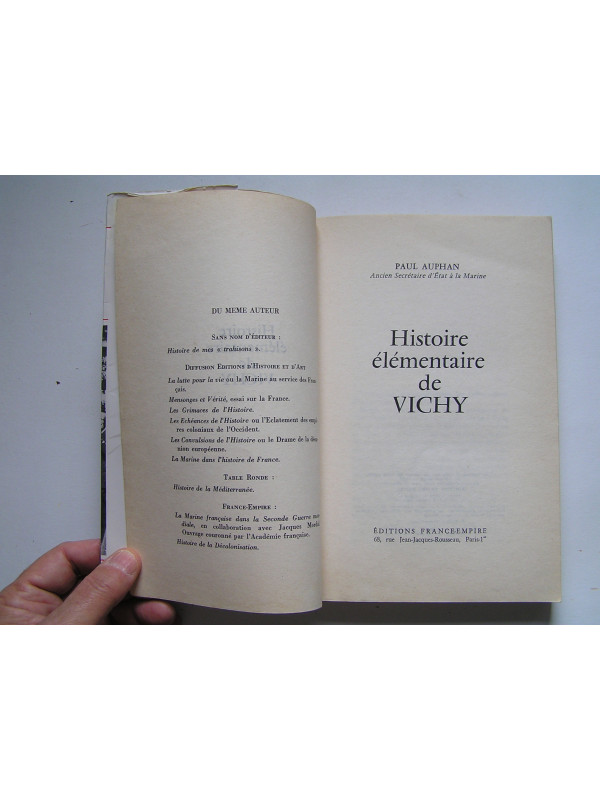 DU MEME AUTEUR
SANS NOM D'ÉDITEUR :
Histoire de mes « trahisons ».
DIFFUSION EDITIONS D'HISTOIRE ET D'ART
La lutte pour la vie ou la Marine au service des Fran-
çais.
Mensonges et Vérité, essai sur la France.
Les Grimaces de l'Histoire.
Les Echéances de l'Histoire ou l'Eclatement des empi-
res coloniaux de l'Occident.
Les Convulsions de l'Histoire ou le Drame de la
sion européenne.
La Marine dans l'histoire de France.
TABLE RONDE :
Histoire de la Méditerranée.
FRANCE-EMPIRE :
La Marine française dans la Seconde Guerre
diale, en collaboration avec Jacques
Ouvrage couronné par l'Académie française.
Histoire de la Décolonisation.
PAUL AUPHAN
Ancien Secrétaire d'État à la Marine
Histoire
élémentaire
de
VICHY
ÉDITIONS FRANCE-EMPIRE
68, rue Jean-Jacques-Rousseau, Paris-1er